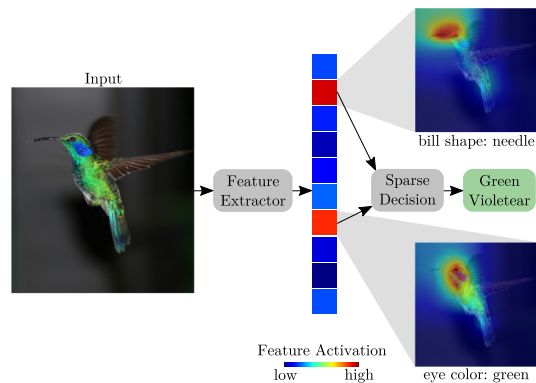 Input
Feature
Extractor
bill shape: needle
Sparse
Decision
Green
Violetear
Feature Activation
low
high
eye color: green